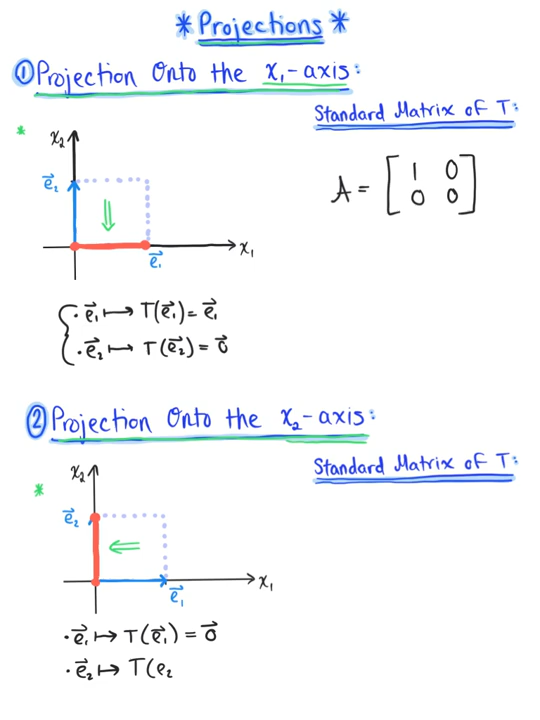 * Projections *
① Projection Onto the x₁-axis:
Standard Matrix of T:
*
x₂
e⃗₂
x₁
e⃗₁
A = [1 0
0 0]
{ · e⃗₁ ↦ T(e⃗₁) = e⃗₁
· e⃗₂ ↦ T(e⃗₂) = 0⃗
② Projection Onto the x₂-axis:
Standard Matrix of T:
*
x₂
e⃗₂
x₁
e⃗₁
· e⃗₁ ↦ T(e⃗₁) = 0⃗
· e⃗₂ ↦ T(e₂